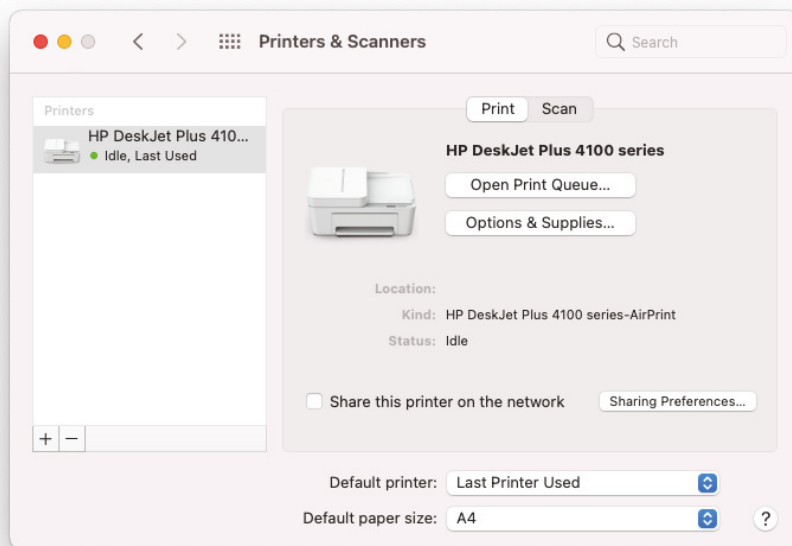 Printers & Scanners
Search
Printers
HP DeskJet Plus 410...
Idle, Last Used
Print Scan
HP DeskJet Plus 4100 series
Open Print Queue...
Options & Supplies...
Location:
Kind: HP DeskJet Plus 4100 series-AirPrint
Status: Idle
Share this printer on the network Sharing Preferences...
+ −
Default printer: Last Printer Used
Default paper size: A4
?